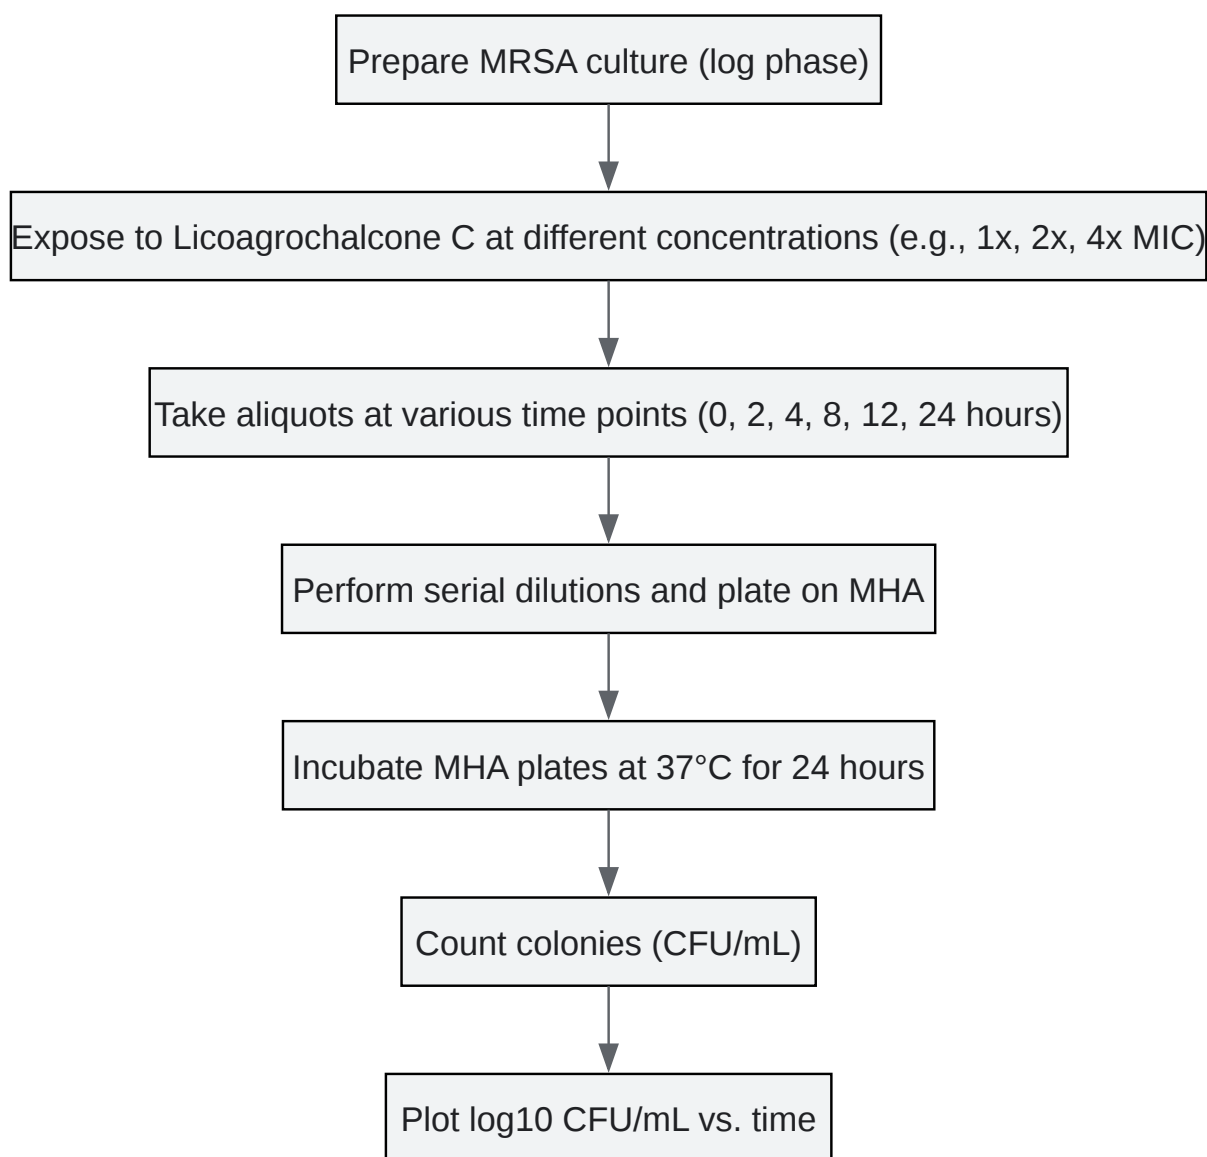 Prepare MRSA culture (log phase)
Expose to Licoagrochalcone C at different concentrations (e.g., 1x, 2x, 4x MIC)
Take aliquots at various time points (0, 2, 4, 8, 12, 24 hours)
Perform serial dilutions and plate on MHA
Incubate MHA plates at 37°C for 24 hours
Count colonies (CFU/mL)
Plot log10 CFU/mL vs. time